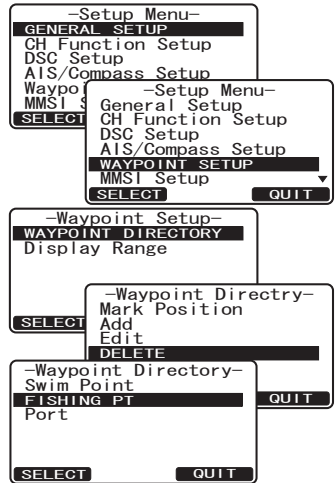 -Setup Menu-
GENERAL SETUP
CH Function Setup
DSC Setup
AIS/Compass Setup
Waypoi
MMSI S
SELECT
-Setup Menu-
General Setup
CH Function Setup
DSC Setup
AIS/Compass Setup
WAYPOINT SETUP
MMSI Setup ▼
SELECT QUIT
-Waypoint Setup-
WAYPOINT DIRECTORY
Display Range
SELECT
-Waypoint Directry-
Mark Position
Add
Edit
DELETE
QUIT
-Waypoint Directory-
Swim Point
FISHING PT
Port
SELECT QUIT